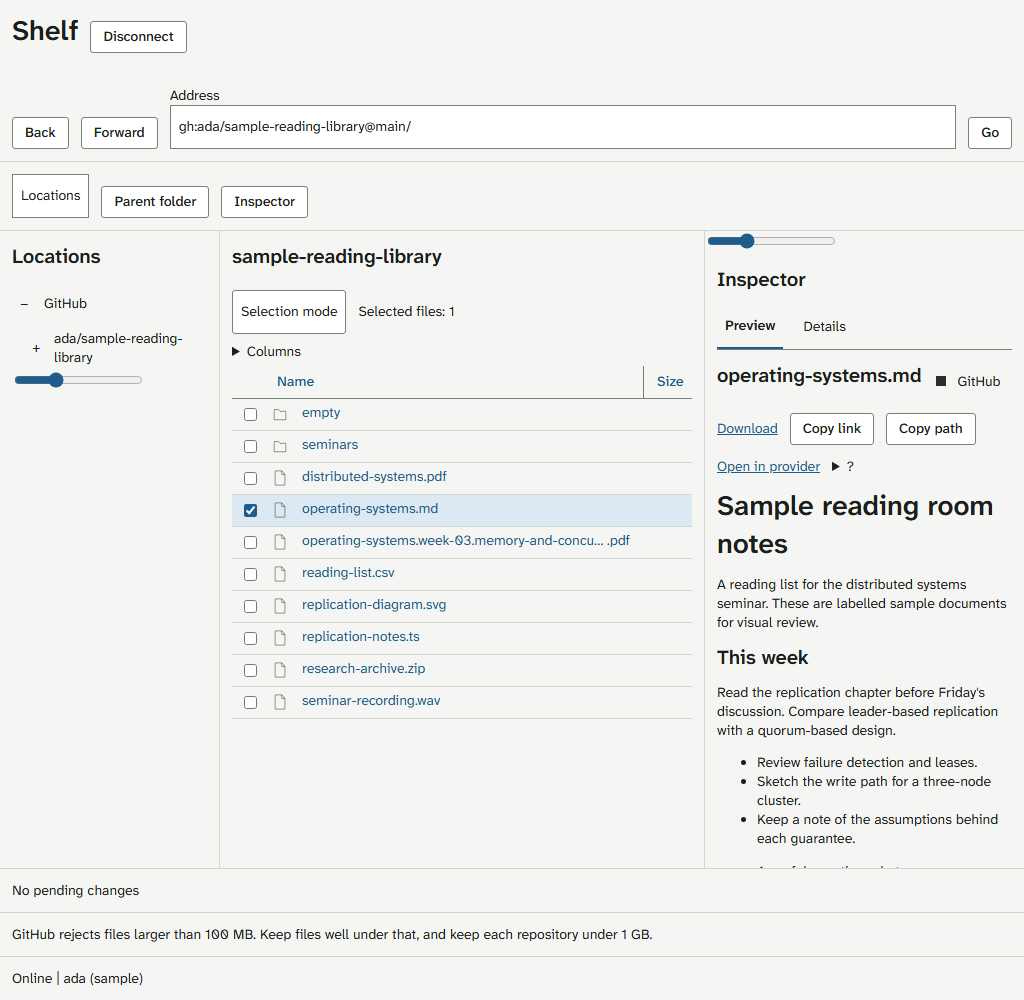 Shelf
Disconnect
Address
Back
Forward
gh:ada/sample-reading-library@main/
Go
Locations
Parent folder
Inspector
Locations
− GitHub
+ ada/sample-reading-
library
sample-reading-library
Selection mode
Selected files: 1
Columns
Name
Size
empty
seminars
distributed-systems.pdf
operating-systems.md
operating-systems.week-03.memory-and-concu... .pdf
reading-list.csv
replication-diagram.svg
replication-notes.ts
research-archive.zip
seminar-recording.wav
Inspector
Preview
Details
operating-systems.md
GitHub
Download
Copy link
Copy path
Open in provider
?
Sample reading room
notes
A reading list for the distributed systems
seminar. These are labelled sample documents
for visual review.
This week
Read the replication chapter before Friday's
discussion. Compare leader-based replication
with a quorum-based design.
• Review failure detection and leases.
• Sketch the write path for a three-node
cluster.
• Keep a note of the assumptions behind
each guarantee.
No pending changes
GitHub rejects files larger than 100 MB. Keep files well under that, and keep each repository under 1 GB.
Online | ada (sample)